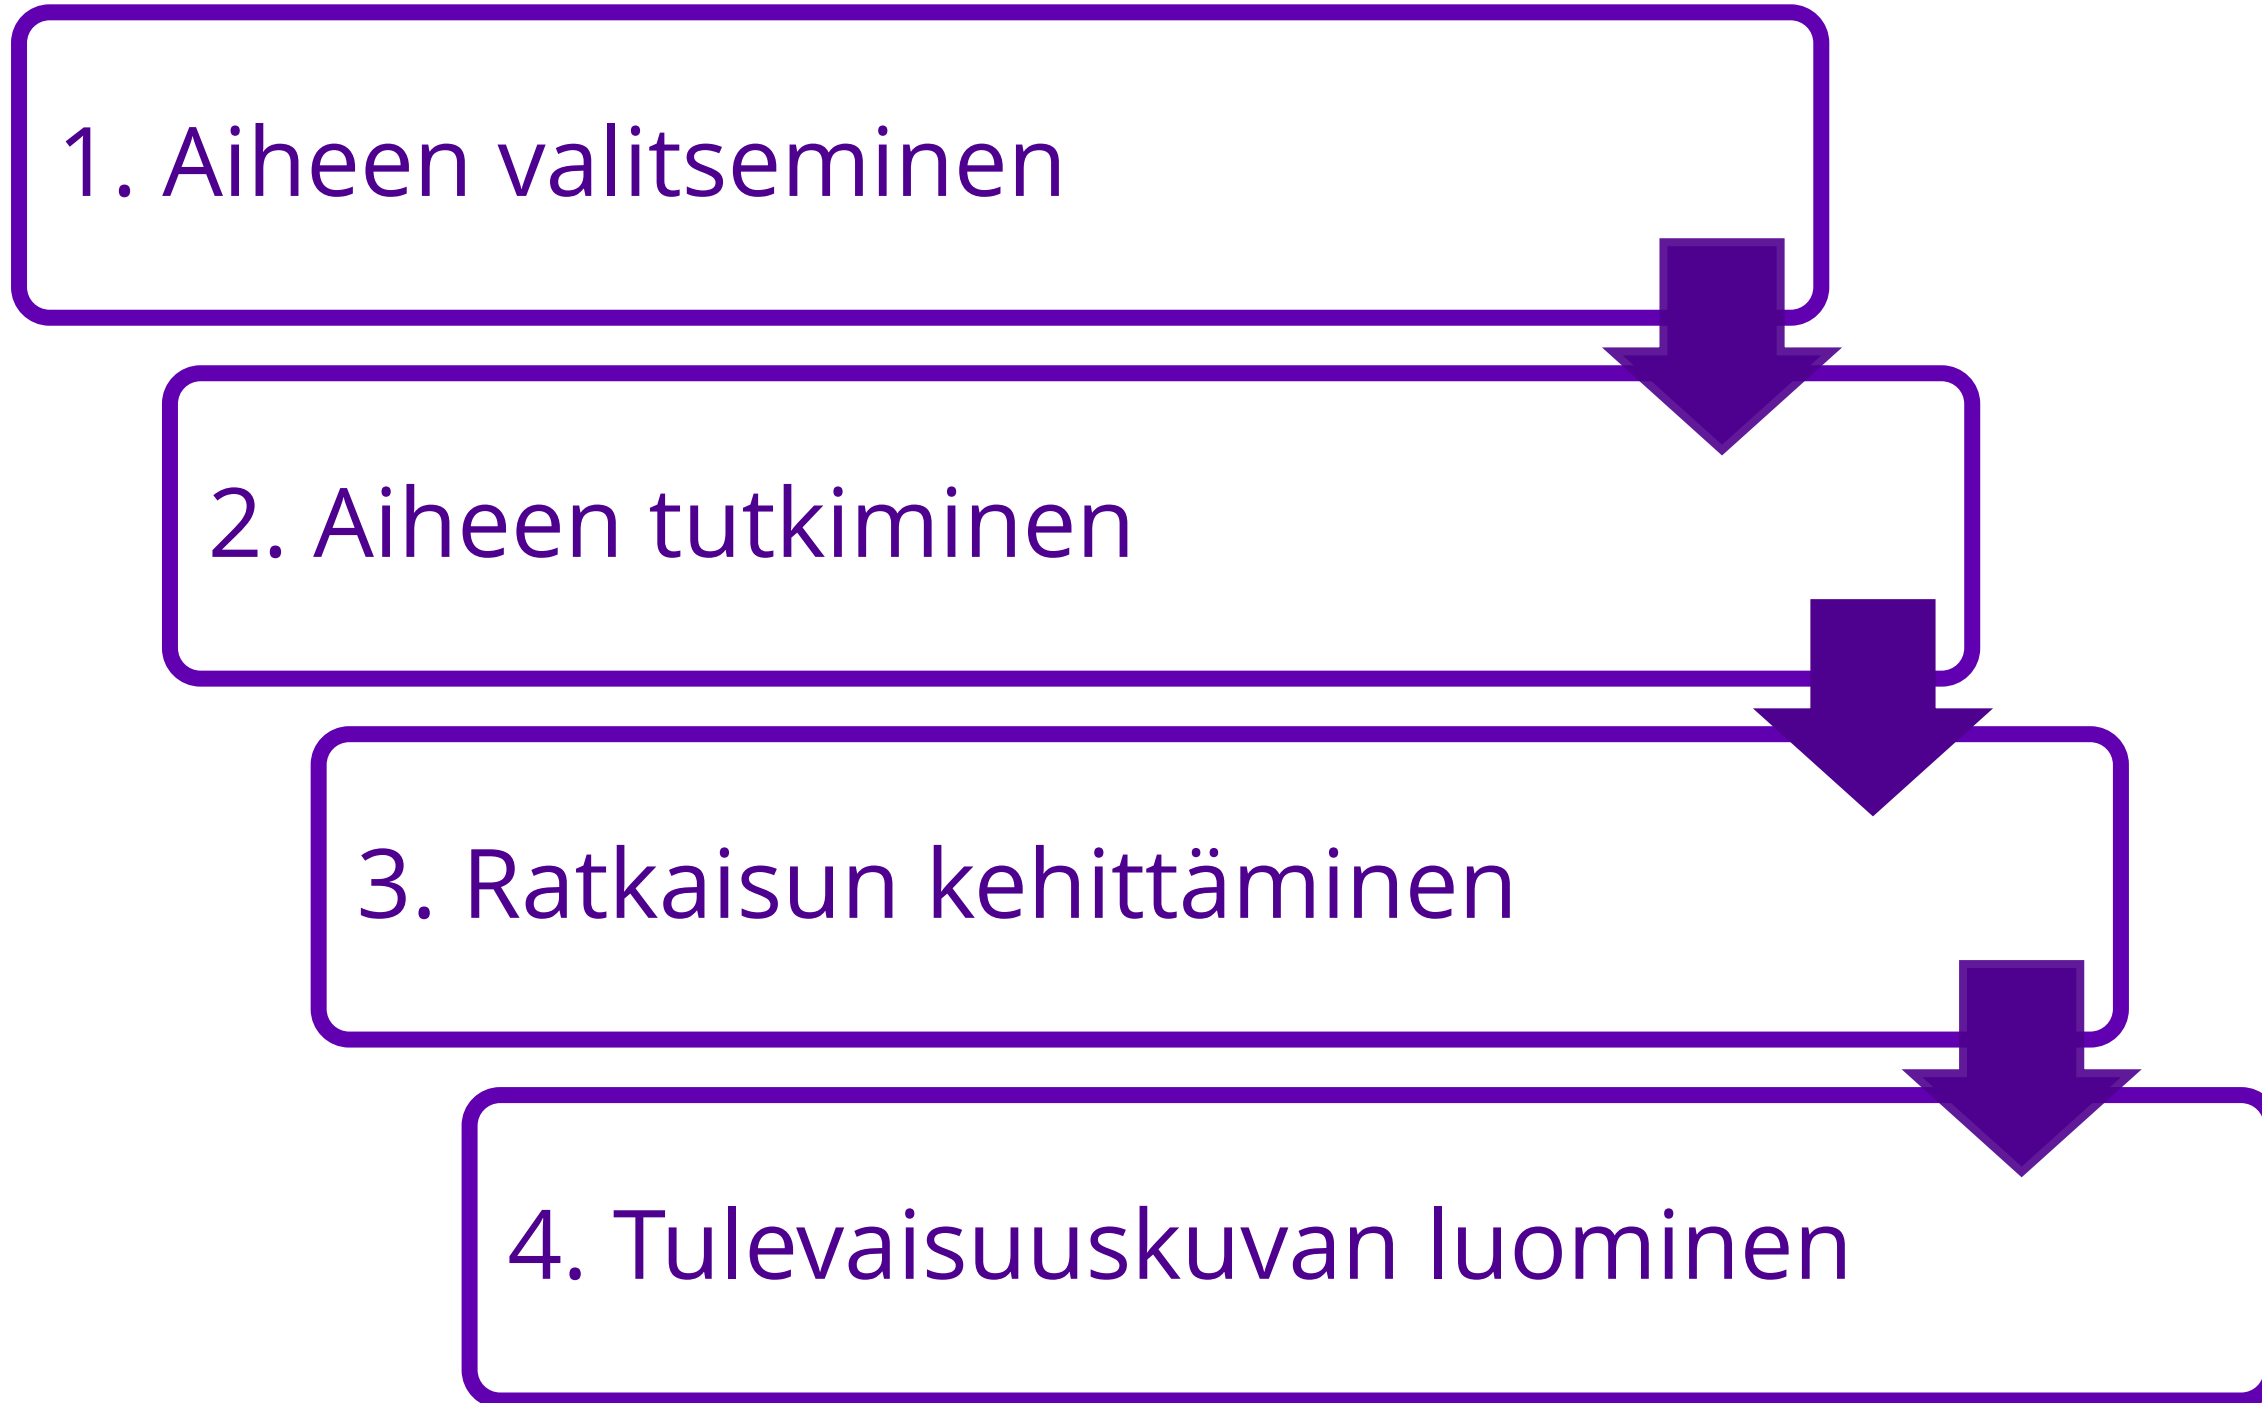 1. Aiheen valitseminen
2. Aiheen tutkiminen
3. Ratkaisun kehittäminen
4. Tulevaisuuskuvan luominen